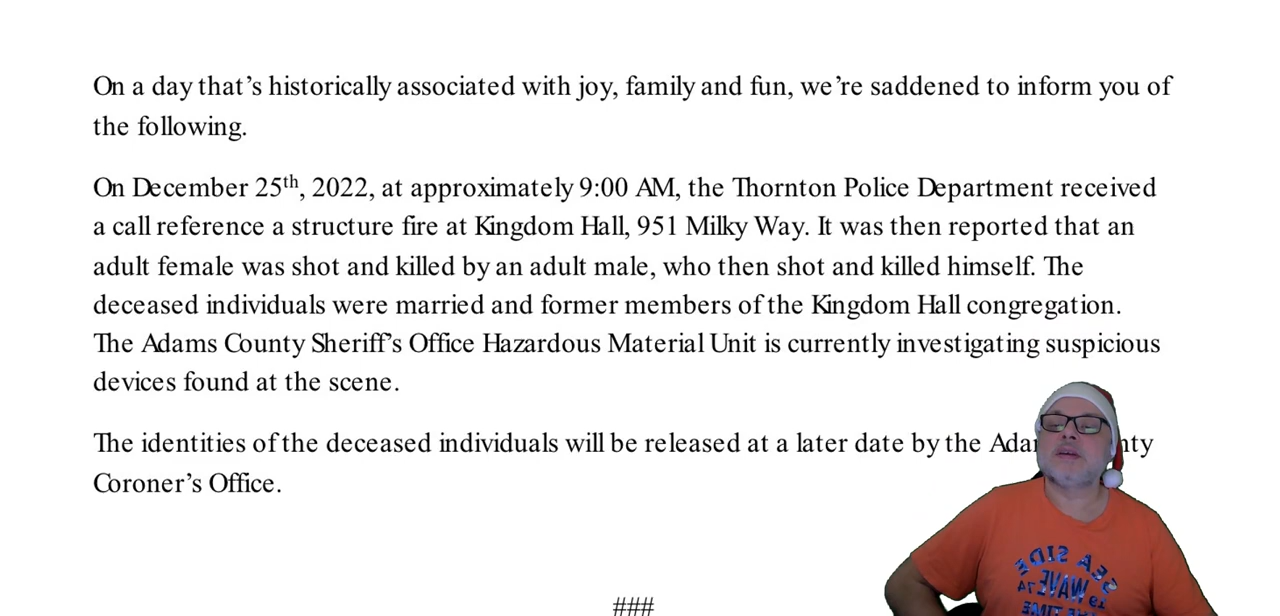 On a day that’s historically associated with joy, family and fun, we’re saddened to inform you of
the following.
On December 25th, 2022, at approximately 9:00 AM, the Thornton Police Department received
a call reference a structure fire at Kingdom Hall, 951 Milky Way. It was then reported that an
adult female was shot and killed by an adult male, who then shot and killed himself. The
deceased individuals were married and former members of the Kingdom Hall congregation.
The Adams County Sheriff’s Office Hazardous Material Unit is currently investigating suspicious
devices found at the scene.
The identities of the deceased individuals will be released at a later date by the
Coroner’s Office.
###
SEA SIDE
WAVE